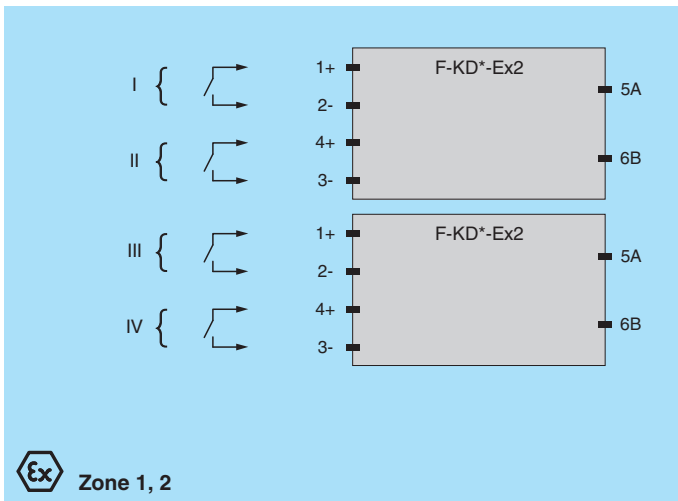 F-KD*-Ex2
I { 1+
2-
5A
II { 4+
3-
6B
F-KD*-Ex2
III { 1+
2-
5A
IV { 4+
3-
6B
Ex Zone 1, 2